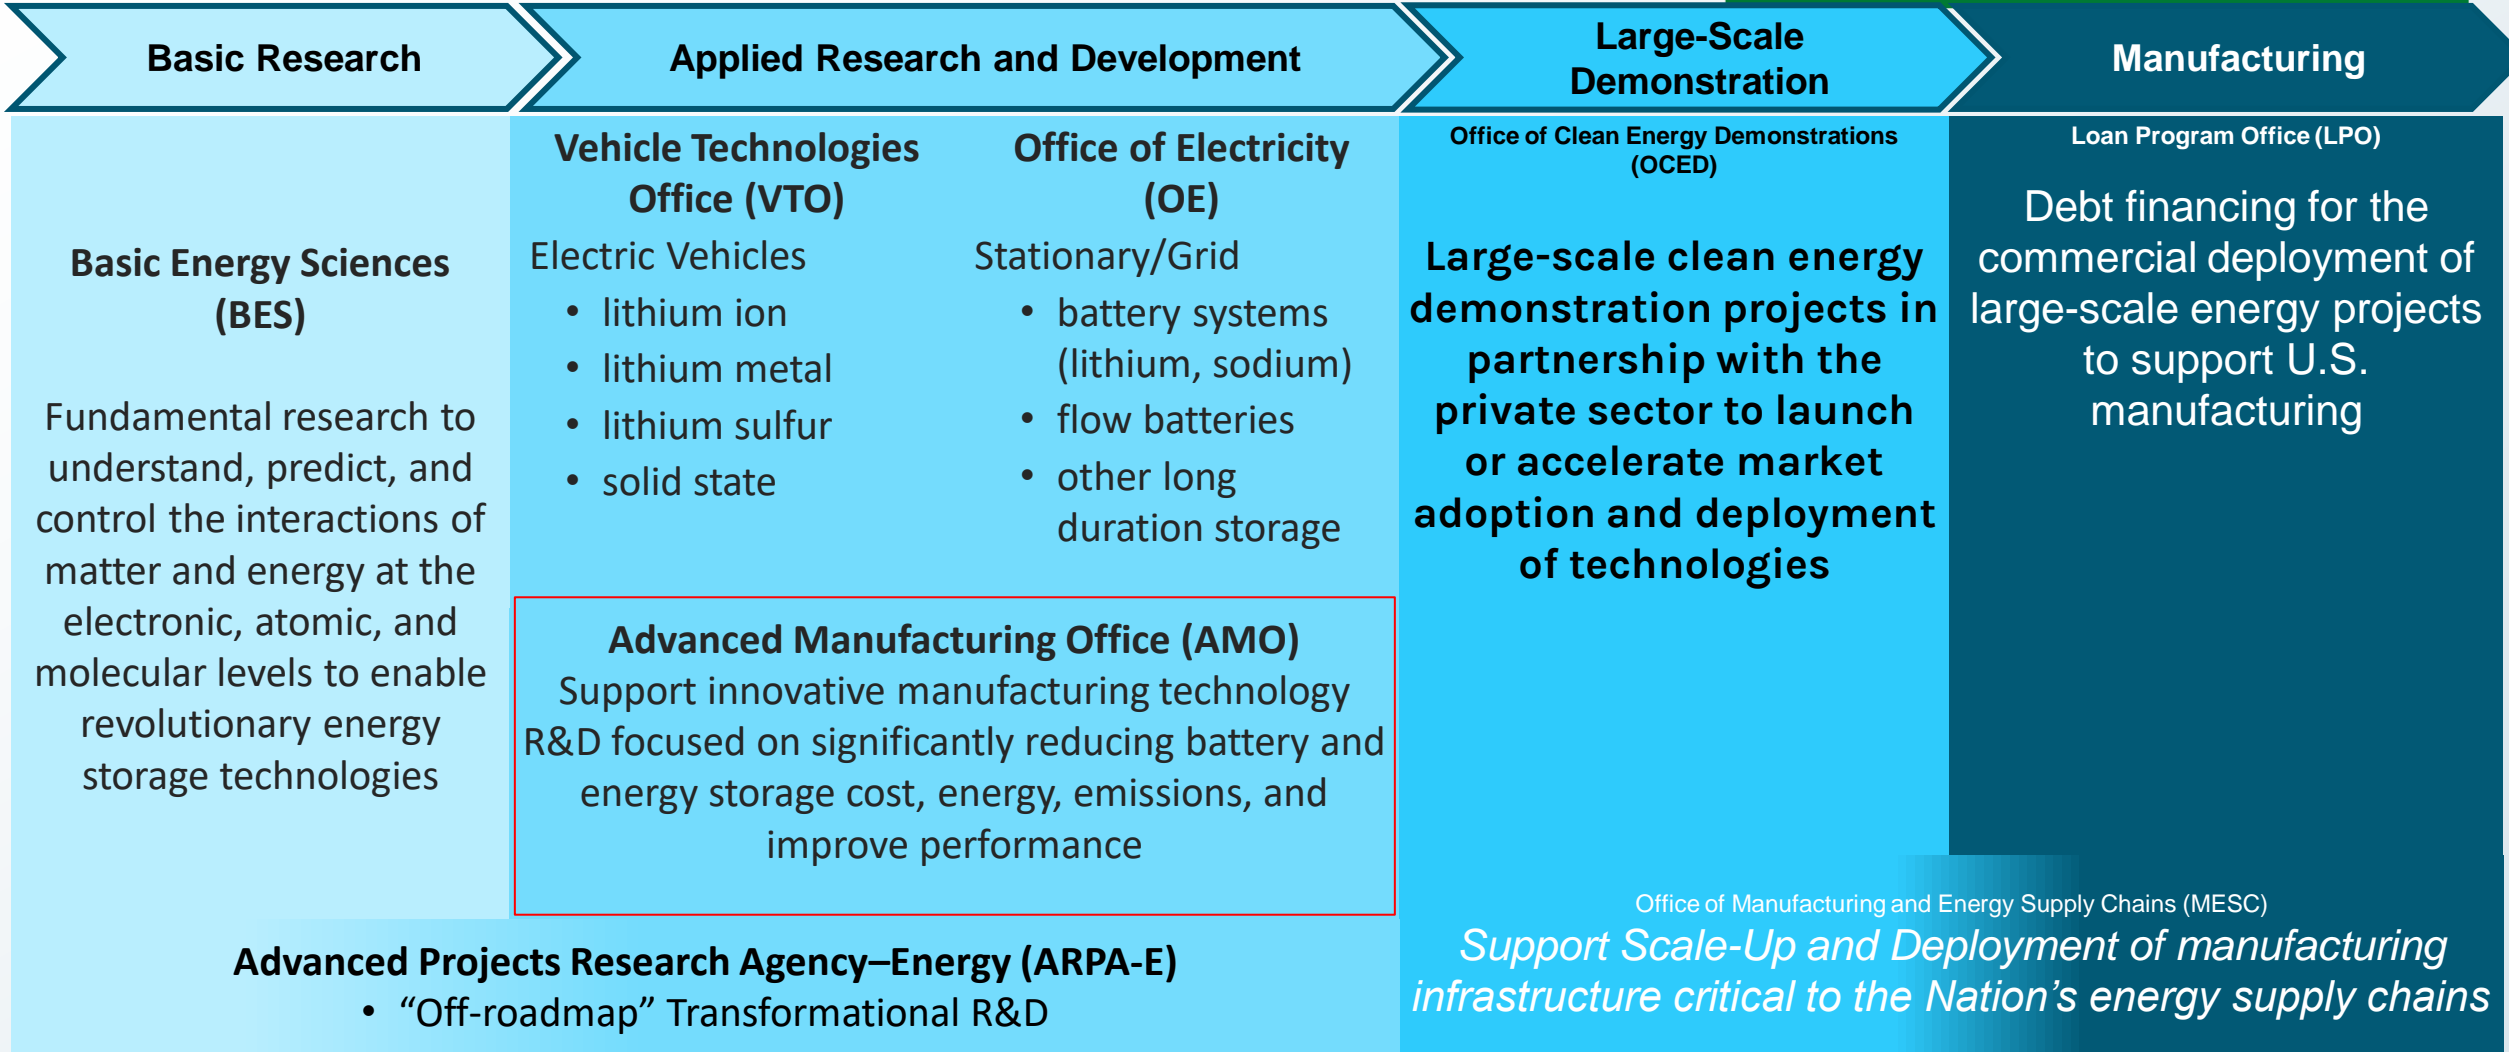 Basic Research
Applied Research and Development
Large-Scale
Demonstration
Manufacturing
Basic Energy Sciences
(BES)
Fundamental research to
understand, predict, and
control the interactions of
matter and energy at the
electronic, atomic, and
molecular levels to enable
revolutionary energy
storage technologies
Vehicle Technologies
Office (VTO)
Electric Vehicles
• lithium ion
• lithium metal
• lithium sulfur
• solid state
Office of Electricity
(OE)
Stationary/Grid
• battery systems
(lithium, sodium)
• flow batteries
• other long
duration storage
Advanced Manufacturing Office (AMO)
Support innovative manufacturing technology
R&D focused on significantly reducing battery and
energy storage cost, energy, emissions, and
improve performance
Advanced Projects Research Agency–Energy (ARPA-E)
• “Off-roadmap” Transformational R&D
Office of Clean Energy Demonstrations
(OCED)
Large-scale clean energy
demonstration projects in
partnership with the
private sector to launch
or accelerate market
adoption and deployment
of technologies
Loan Program Office (LPO)
Debt financing for the
commercial deployment of
large-scale energy projects
to support U.S.
manufacturing
Office of Manufacturing and Energy Supply Chains (MESC)
Support Scale-Up and Deployment of manufacturing
infrastructure critical to the Nation’s energy supply chains